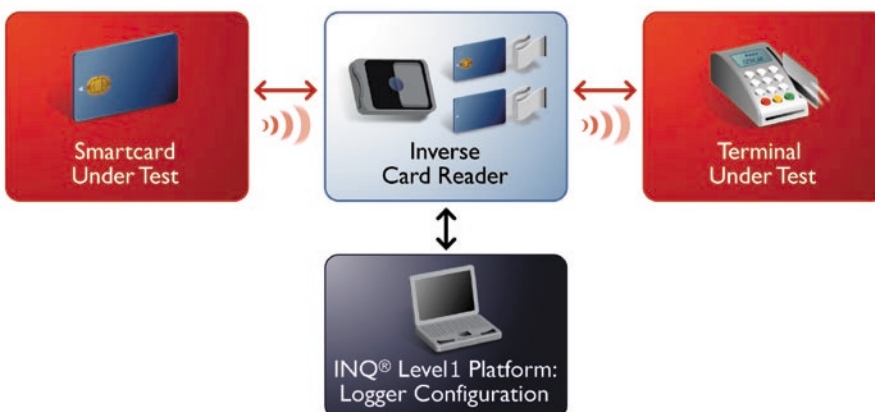 Smartcard
Under Test
Inverse
Card Reader
Terminal
Under Test
INQ® Level1 Platform:
Logger Configuration